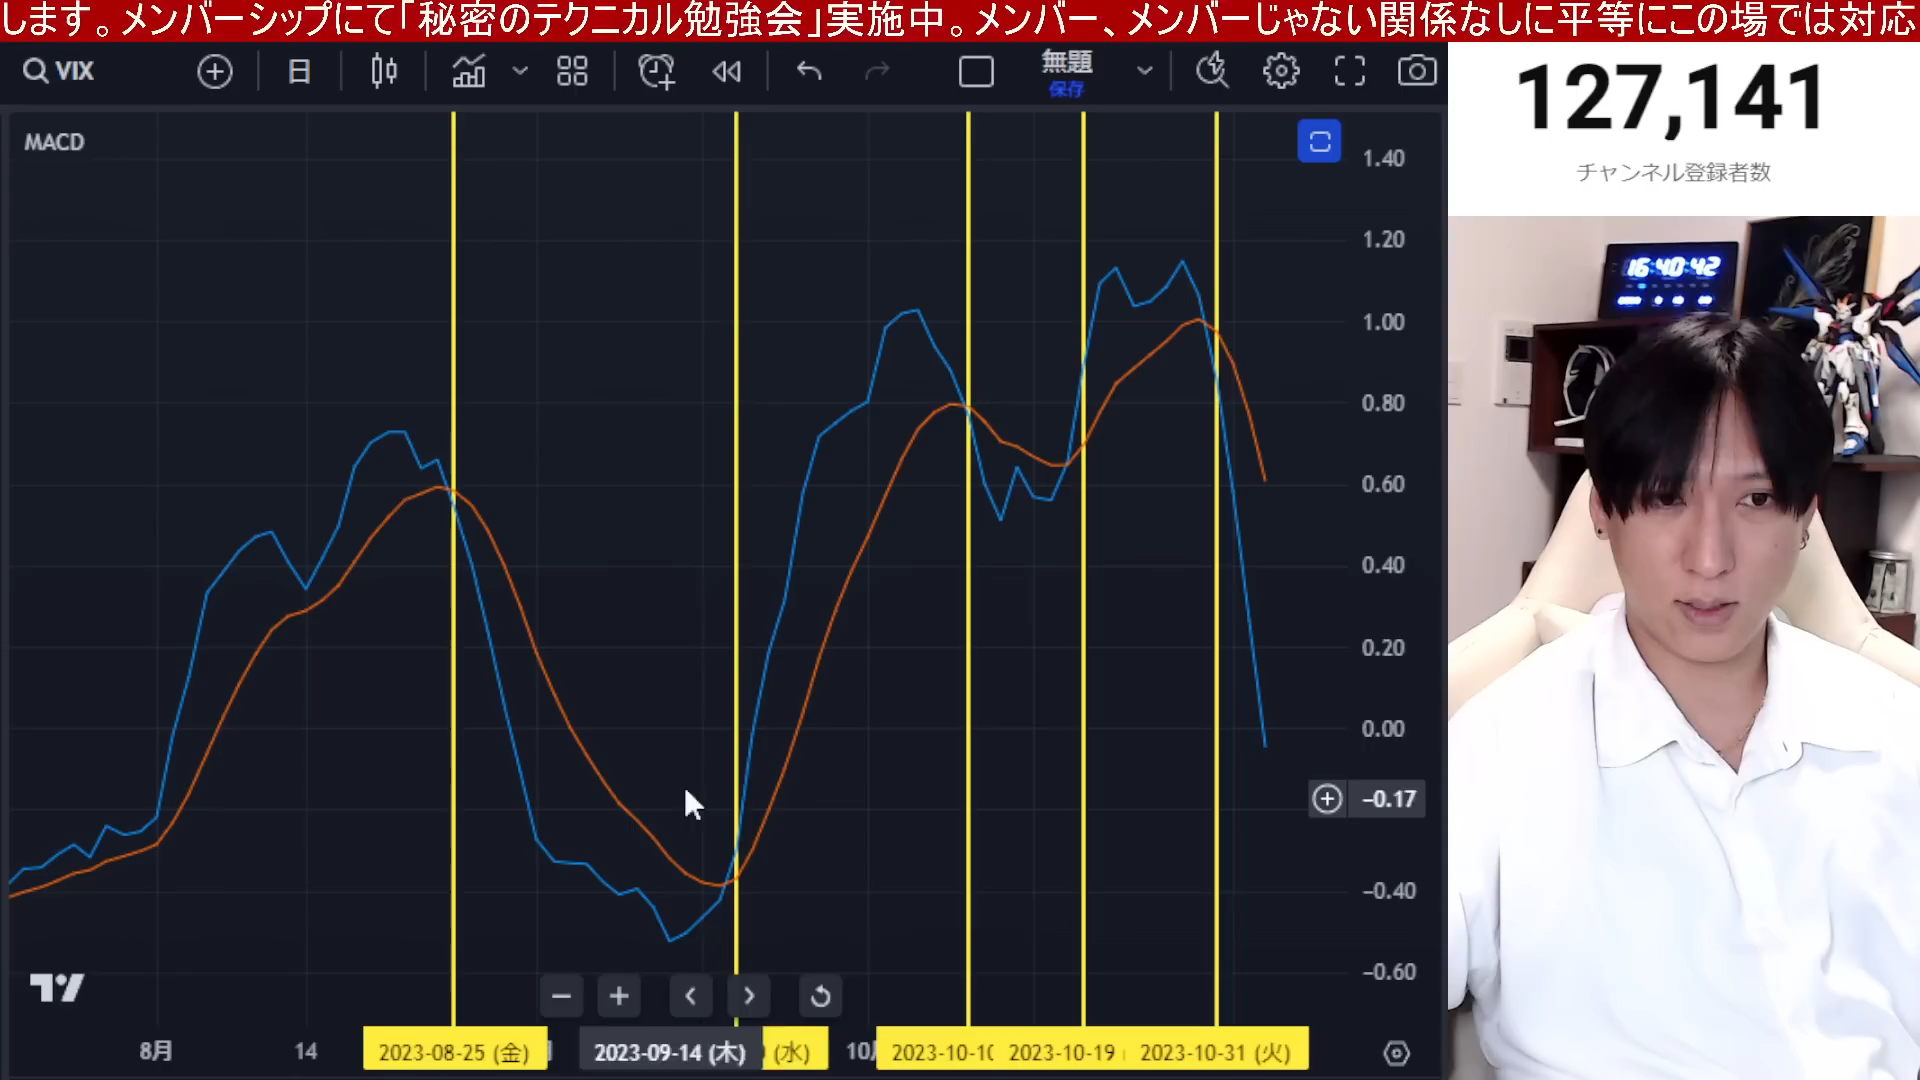 します。メンバーシップにて「秘密のテクニカル勉強会」実施中。メンバー、メンバーじゃない関係なしに平等にこの場では対応
VIX
日
無題
保存
127,141
チャンネル登録者数
MACD
1.40
1.20
1.00
0.80
0.60
0.40
0.20
0.00
−0.17
−0.40
−0.60
16:40:42
8月
14
2023-08-25 (金)
2023-09-14 (木)
(水)
10月
2023-10-10
2023-10-19
2023-10-31 (火)